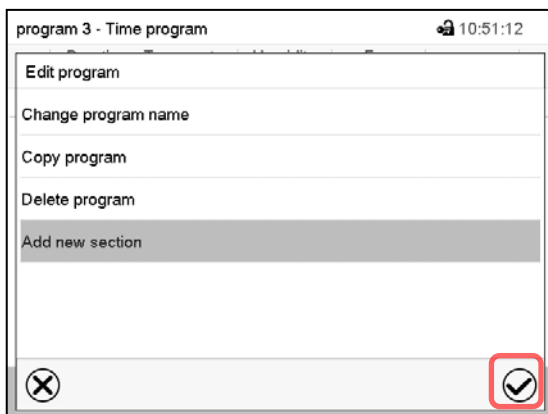 program 3 - Time program 10:51:12
Edit program
Change program name
Copy program
Delete program
Add new section